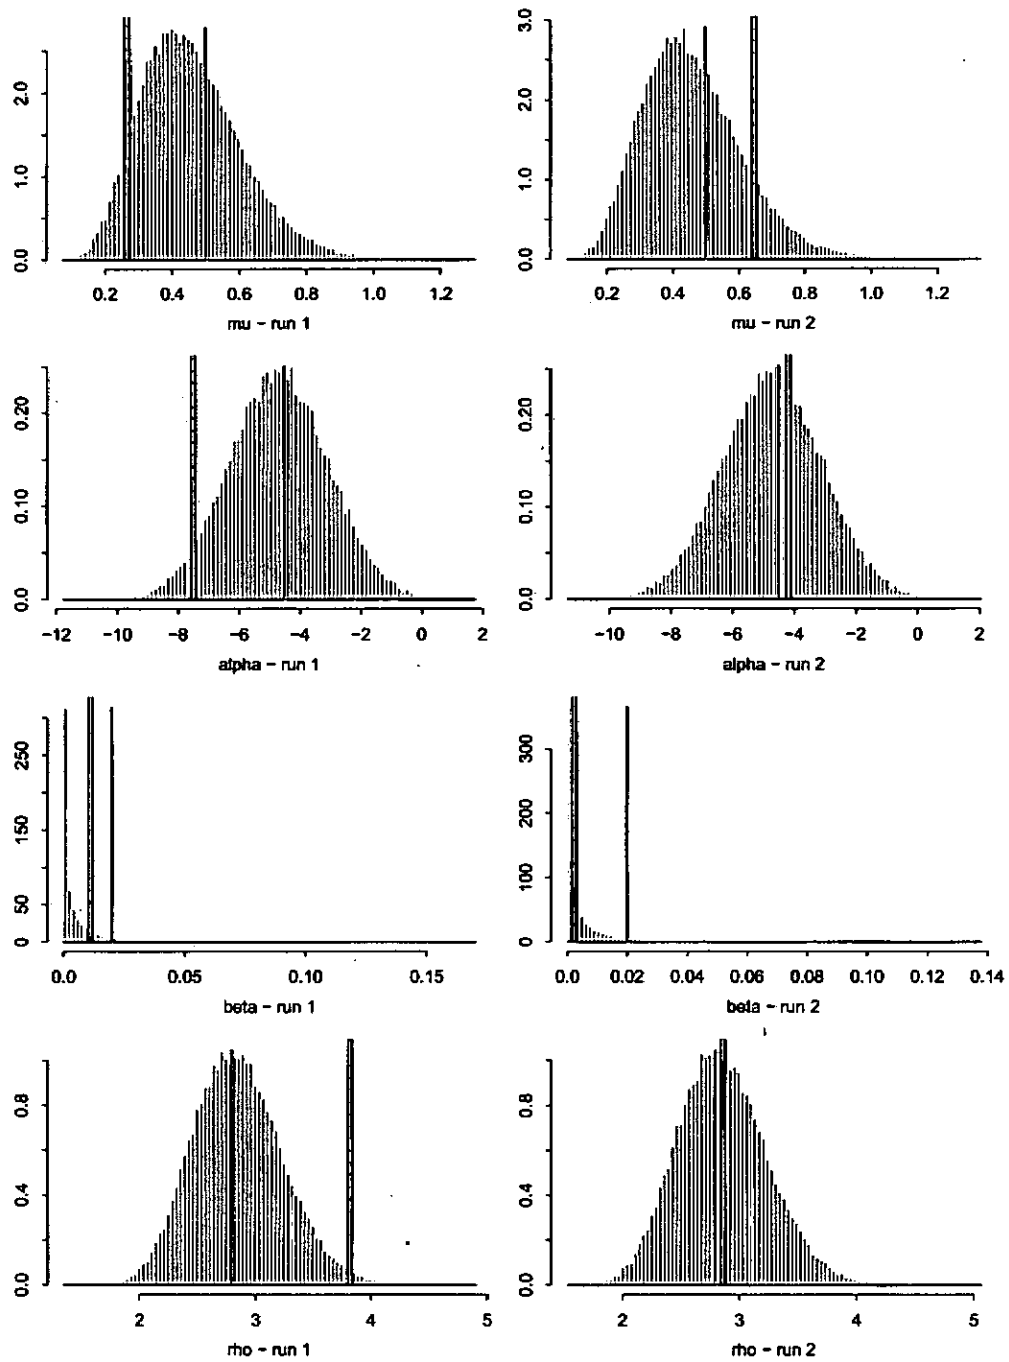 0.0 1.0 2.0
0.2 0.4 0.6 0.8 1.0 1.2
mu - run 1
0.0 1.0 2.0 3.0
0.2 0.4 0.6 0.8 1.0 1.2
mu - run 2
0.00 0.10 0.20
-12 -10 -8 -6 -4 -2 0 2
alpha - run 1
0.00 0.10 0.20
-10 -8 -6 -4 -2 0 2
alpha - run 2
0 50 150 250
0.0 0.05 0.10 0.15
beta - run 1
0 100 200 300
0.0 0.02 0.04 0.06 0.08 0.10 0.12 0.14
beta - run 2
0.0 0.4 0.8
2 3 4 5
rho - run 1
0.0 0.4 0.8
2 3 4 5
rho - run 2